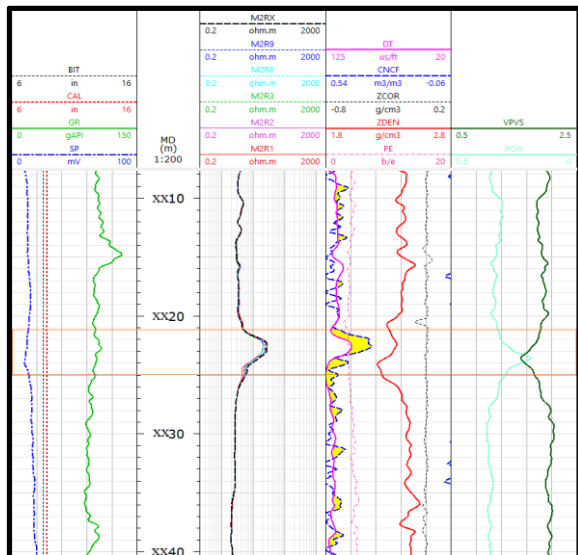 M2RX
0.2 ohm.m 2000
M2R9
0.2 ohm.m 2000
DT
125 us/ft 20
BIT
6 in 16
M2R6
0.2 ohm.m 2000
CNCF
0.54 m3/m3 -0.06
CAL
6 in 16
M2R3
0.2 ohm.m 2000
ZCOR
-0.8 g/cm3 0.2
GR
0 gAPI 150
MD
(m)
1:200
M2R2
0.2 ohm.m 2000
ZDEN
1.8 g/cm3 2.8
VPVS
0.5 2.5
SP
mV 100
M2R1
0.2 ohm.m 2000
PE
0 b/e 20
0.5
XX10
XX20
XX30
XX40